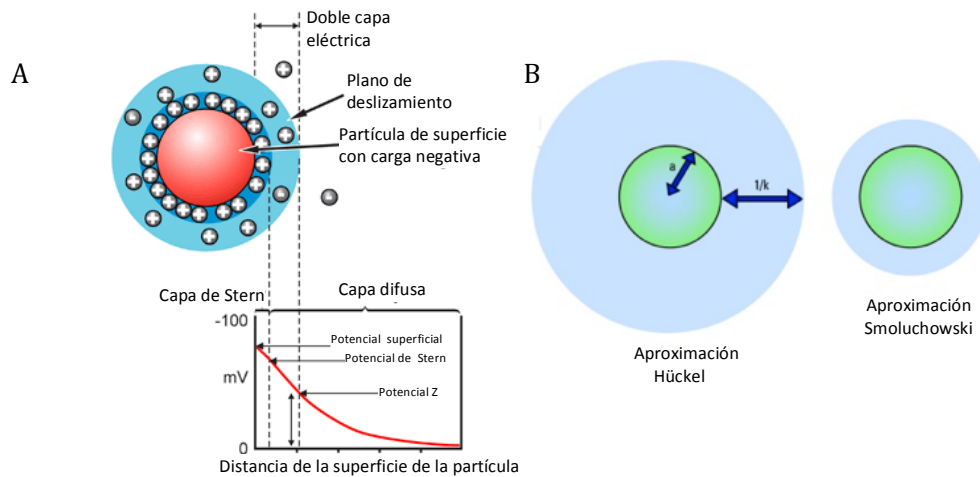 A
Doble capa
eléctrica
Plano de
deslizamiento
Partícula de superficie
con carga negativa
Capa de Stern
Capa difusa
-100
mV
0
Potencial superficial
Potencial de Stern
Potencial Z
Distancia de la superficie de la partícula
B
a
1/k
Aproximación
Hückel
Aproximación
Smoluchowski